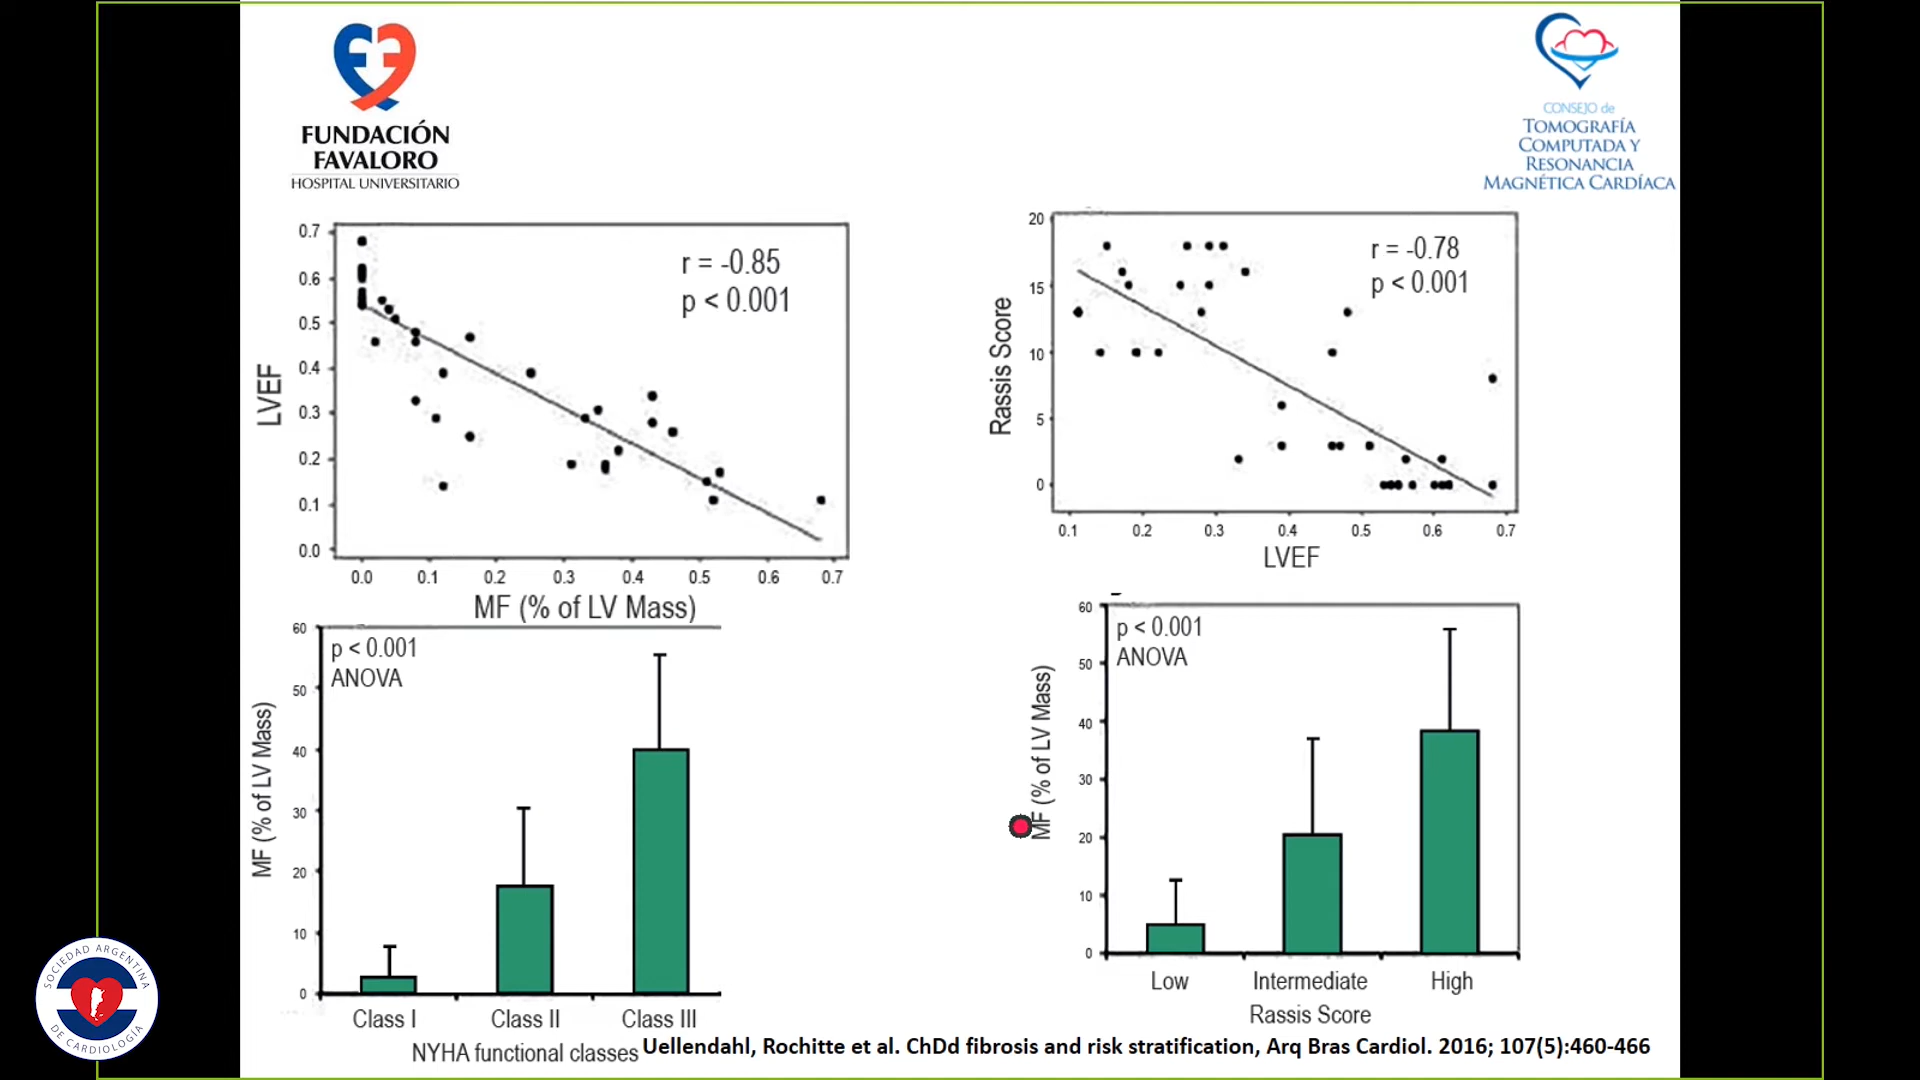 FUNDACIÓN
FAVALORO
HOSPITAL UNIVERSITARIO
CONSEJO de
TOMOGRAFÍA
COMPUTADA Y
RESONANCIA
MAGNÉTICA CARDÍACA
0.7
0.6
0.5
0.4
0.3
0.2
0.1
0.0
LVEF
r = -0.85
p < 0.001
0.0 0.1 0.2 0.3 0.4 0.5 0.6 0.7
MF (% of LV Mass)
20
15
10
5
0
Rassis Score
r = -0.78
p < 0.001
0.1 0.2 0.3 0.4 0.5 0.6 0.7
LVEF
60
50
40
30
20
10
0
MF (% of LV Mass)
p < 0.001
ANOVA
Class I Class II Class III
NYHA functional classes
60
50
40
30
20
10
0
MF (% of LV Mass)
p < 0.001
ANOVA
Low Intermediate High
Rassis Score
Uellendahl, Rochitte et al. ChDd fibrosis and risk stratification, Arq Bras Cardiol. 2016; 107(5):460-466
SOCIEDAD ARGENTINA
DE CARDIOLOGÍA